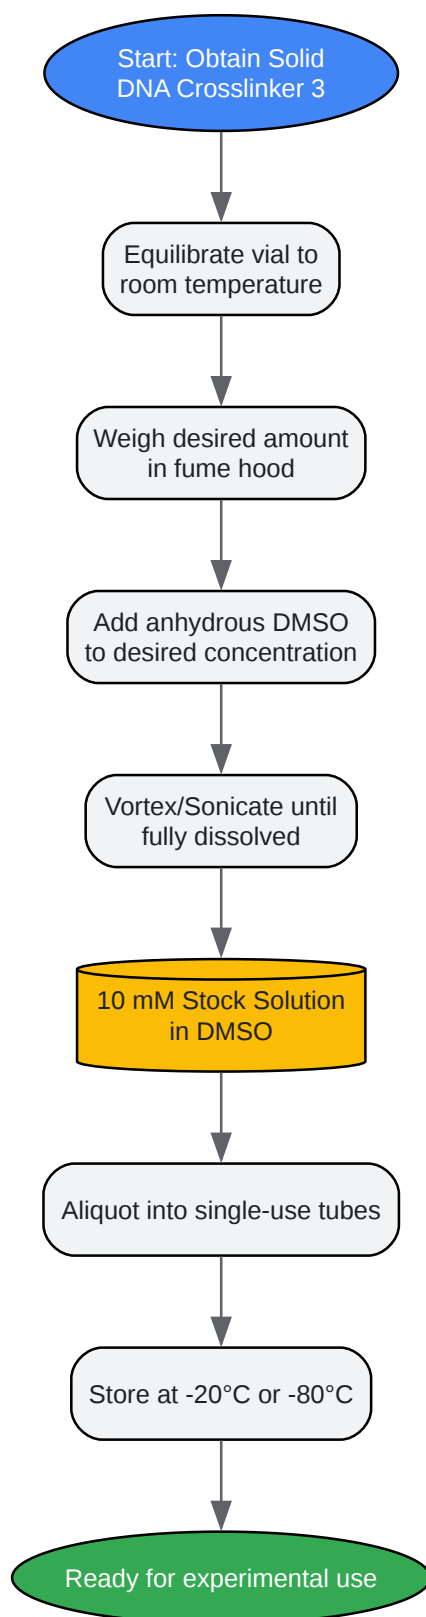 Start: Obtain Solid
DNA Crosslinker 3
Equilibrate vial to
room temperature
Weigh desired amount
in fume hood
Add anhydrous DMSO
to desired concentration
Vortex/Sonicate until
fully dissolved
10 mM Stock Solution
in DMSO
Aliquot into single-use tubes
Store at -20°C or -80°C
Ready for experimental use